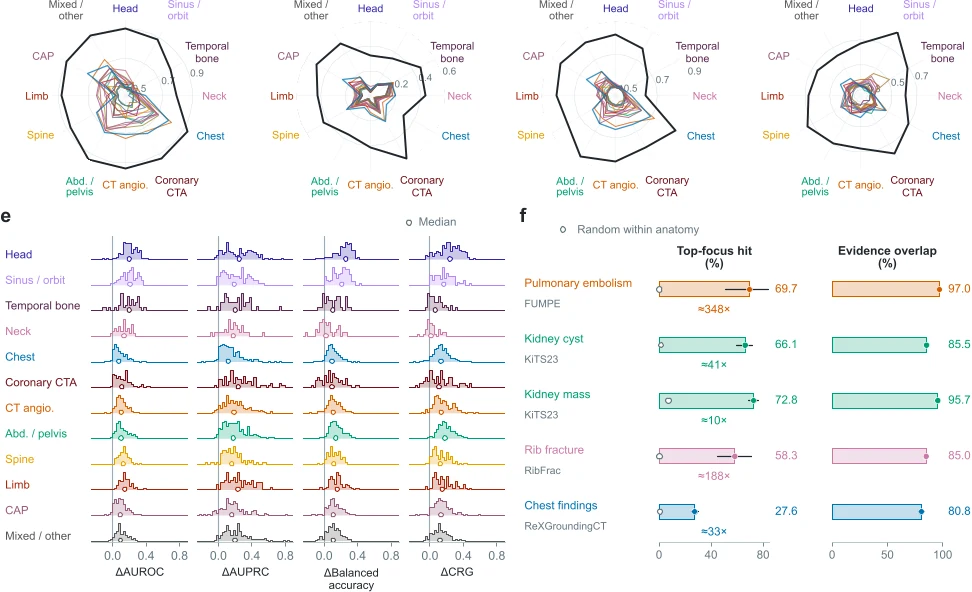 Mixed /
other
Head
Sinus /
orbit
Temporal
bone
Neck
Chest
Coronary
CTA
CT angio.
Abd. /
pelvis
Spine
Limb
CAP
0.5
0.7
0.9
Mixed /
other
Head
Sinus /
orbit
Temporal
bone
Neck
Chest
Coronary
CTA
CT angio.
Abd. /
pelvis
Spine
Limb
CAP
0.2
0.4
0.6
Mixed /
other
Head
Sinus /
orbit
Temporal
bone
Neck
Chest
Coronary
CTA
CT angio.
Abd. /
pelvis
Spine
Limb
CAP
0.5
0.7
0.9
Mixed /
other
Head
Sinus /
orbit
Temporal
bone
Neck
Chest
Coronary
CTA
CT angio.
Abd. /
pelvis
Spine
Limb
CAP
0.5
0.7
e
Median
Head
Sinus / orbit
Temporal bone
Neck
Chest
Coronary CTA
CT angio.
Abd. / pelvis
Spine
Limb
CAP
Mixed / other
0.0 0.4 0.8
0.0 0.4 0.8
0.0 0.4 0.8
0.0 0.4 0.8
ΔAUROC
ΔAUPRC
ΔBalanced
accuracy
ΔCRG
f
Random within anatomy
Top-focus hit
(%)
Evidence overlap
(%)
Pulmonary embolism
FUMPE
69.7
≈348×
97.0
Kidney cyst
KiTS23
66.1
≈41×
85.5
Kidney mass
KiTS23
72.8
≈10×
95.7
Rib fracture
RibFrac
58.3
≈188×
85.0
Chest findings
ReXGroundingCT
27.6
≈33×
80.8
0 40 80
0 50 100